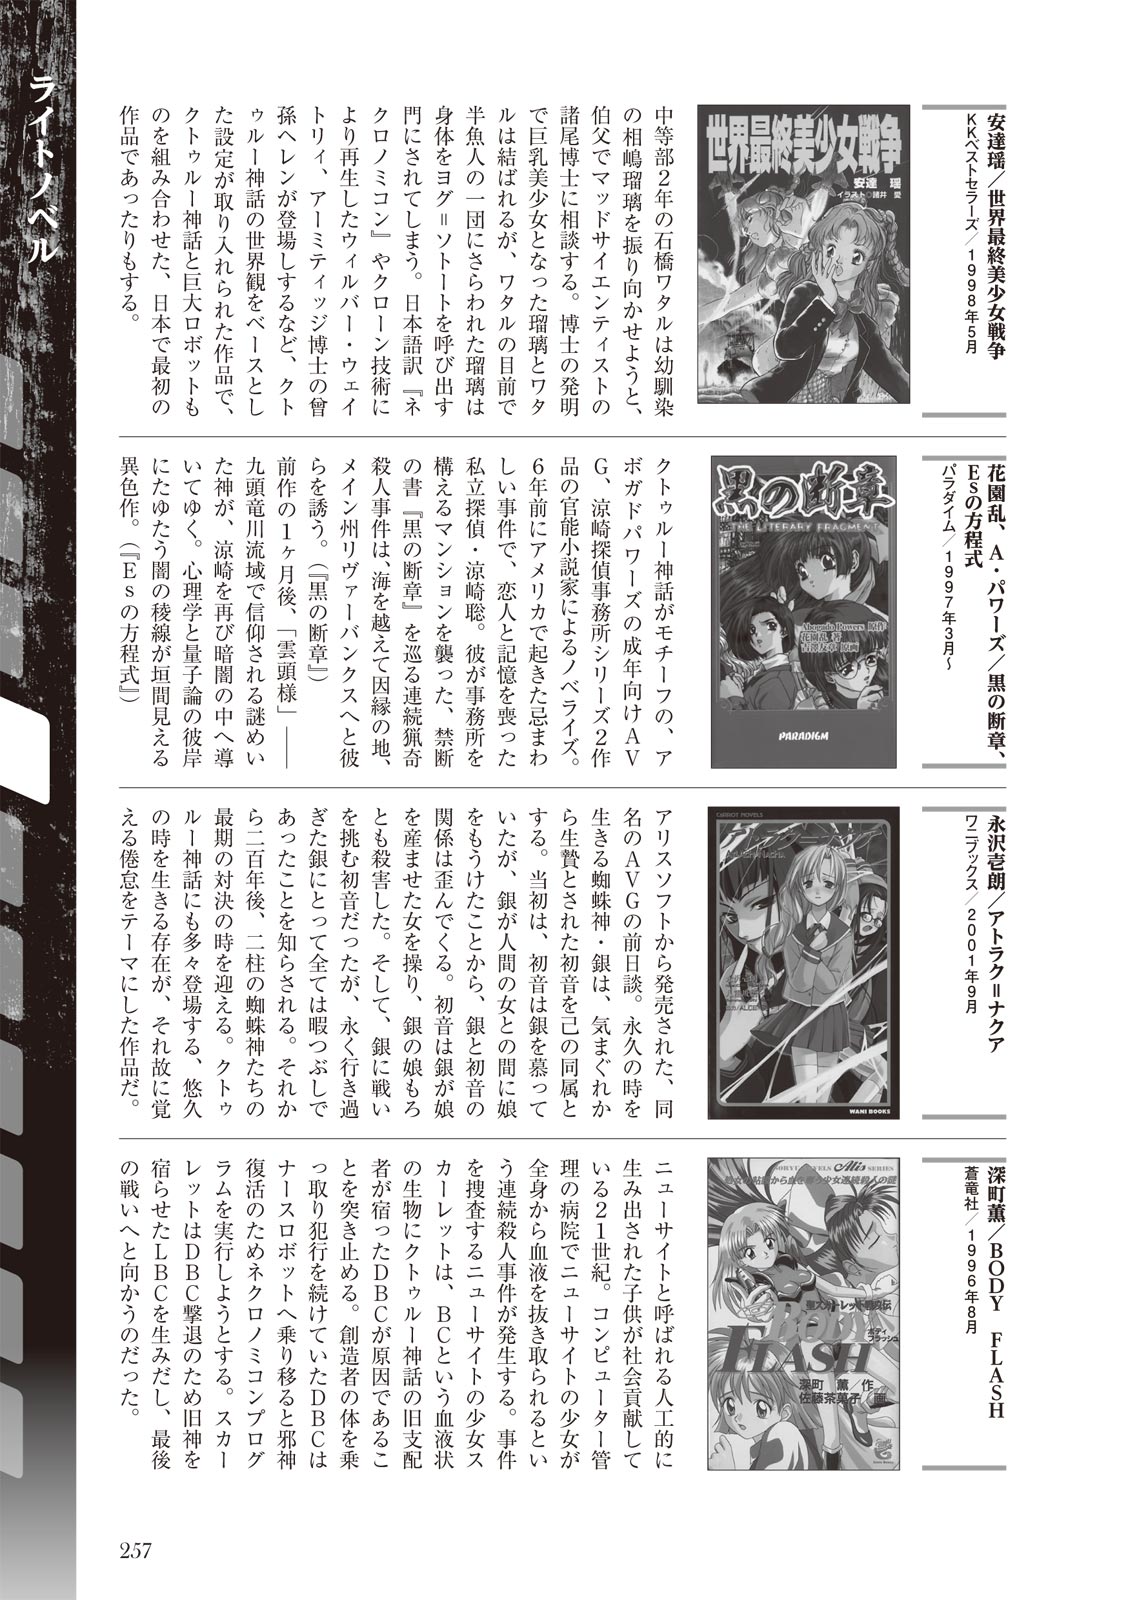 ライトノベル
安達瑶／世界最終美少女戦争
KKベストセラーズ／1998年5月
世界最終美少女戦争
安達　瑶
イラスト◎諸井　愛
中等部2年の石橋ワタルは幼馴染
の相嶋瑠璃を振り向かせようと、
伯父でマッドサイエンティストの
諸尾博士に相談する。博士の発明
で巨乳美少女となった瑠璃とワタ
ルは結ばれるが、ワタルの目前で
半魚人の一団にさらわれた瑠璃は
身体をヨグ＝ソトートを呼び出す
門にされてしまう。日本語訳『ネ
クロノミコン』やクローン技術に
より再生したウィルバー・ウェイ
トリィ、アーミティッジ博士の曾
孫ヘレンが登場しするなど、クト
ゥルー神話の世界観をベースとし
た設定が取り入れられた作品で、
クトゥルー神話と巨大ロボットも
のを組み合わせた、日本で最初の
作品であったりもする。
花園乱、A・パワーズ／黒の断章、
ESの方程式
パラダイム／1997年3月〜
黒の断章
THE LITERARY FRAGMENT
Abogado Powers 原作
花園乱 著
PARADIGM
クトゥルー神話がモチーフの、ア
ボガドパワーズの成年向けAV
G、涼崎探偵事務所シリーズ2作
品の官能小説家によるノベライズ。
6年前にアメリカで起きた忌まわ
しい事件で、恋人と記憶を喪った
私立探偵・涼崎聡。彼が事務所を
構えるマンションを襲った、禁断
の書『黒の断章』を巡る連続猟奇
殺人事件は、海を越えて因縁の地、
メイン州リヴァーバンクスへと彼
らを誘う。（『黒の断章』）
前作の1ヶ月後、「雲頭様」――
九頭竜川流域で信仰される謎めい
た神が、涼崎を再び暗闇の中へ導
いてゆく。心理学と量子論の彼岸
にたゆたう闇の稜線が垣間見える
異色作。（『Esの方程式』）
永沢壱朗／アトラク＝ナクア
ワニブックス／2001年9月
CARROT NOVELS
WANI BOOKS
アリスソフトから発売された、同
名のAVGの前日談。永久の時を
生きる蜘蛛神・銀は、気まぐれか
ら生贄とされた初音を己の同属と
する。当初は、初音は銀を慕って
いたが、銀が人間の女との間に娘
をもうけたことから、銀と初音の
関係は歪んでくる。初音は銀が娘
を産ませた女を操り、銀の娘もろ
とも殺害した。そして、銀に戦い
を挑む初音だったが、永く行き過
ぎた銀にとって全ては暇つぶしで
あったことを知らされる。それか
ら二百年後、二柱の蜘蛛神たちの
最期の対決の時を迎える。クトゥ
ルー神話にも多々登場する、悠久
の時を生きる存在が、それ故に覚
える倦怠をテーマにした作品だ。
深町薫／BODY　FLASH
蒼竜社／1996年8月
Alis SERIES
BODY
FLASH
ボディ
フラッシュ
深町　薫／作
佐藤茶菓子／画
ニューサイトと呼ばれる人工的に
生み出された子供が社会貢献して
いる21世紀。コンピューター管
理の病院でニューサイトの少女が
全身から血液を抜き取られるとい
う連続殺人事件が発生する。事件
を捜査するニューサイトの少女ス
カーレットは、BCという血液状
の生物にクトゥルー神話の旧支配
者が宿ったDBCが原因であるこ
とを突き止める。創造者の体を乗
っ取り犯行を続けていたDBCは
ナースロボットへ乗り移ると邪神
復活のためネクロノミコンプログ
ラムを実行しようとする。スカー
レットはDBC撃退のため旧神を
宿らせたLBCを生みだし、最後
の戦いへと向かうのだった。
257